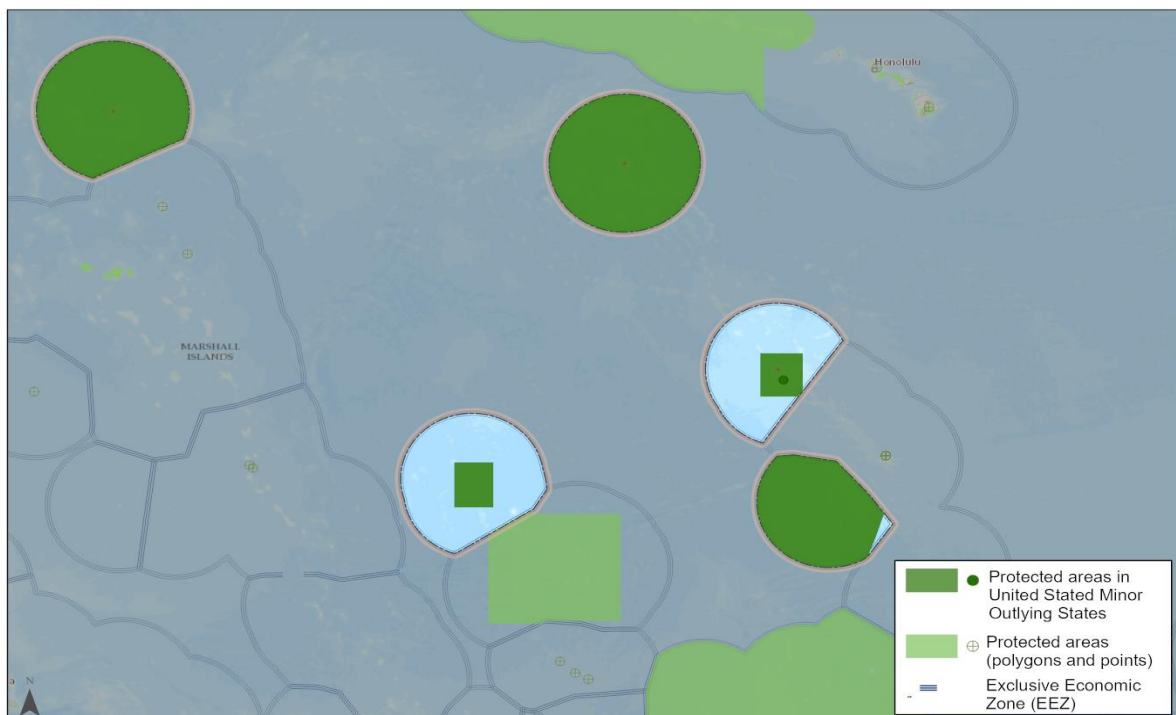 Honolulu
MARSHALL
ISLANDS
Protected areas in
United Stated Minor
Outlying States
Protected areas
(polygons and points)
Exclusive Economic
Zone (EEZ)
a
N